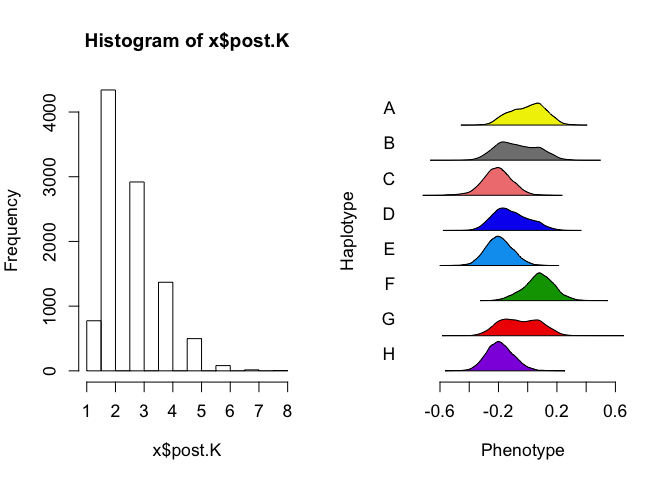 Histogram of x$post.K
Frequency
0
1000
2000
3000
4000
1 2 3 4 5 6 7 8
x$post.K
Haplotype
A
B
C
D
E
F
G
H
-0.6 -0.2 0.2 0.6
Phenotype